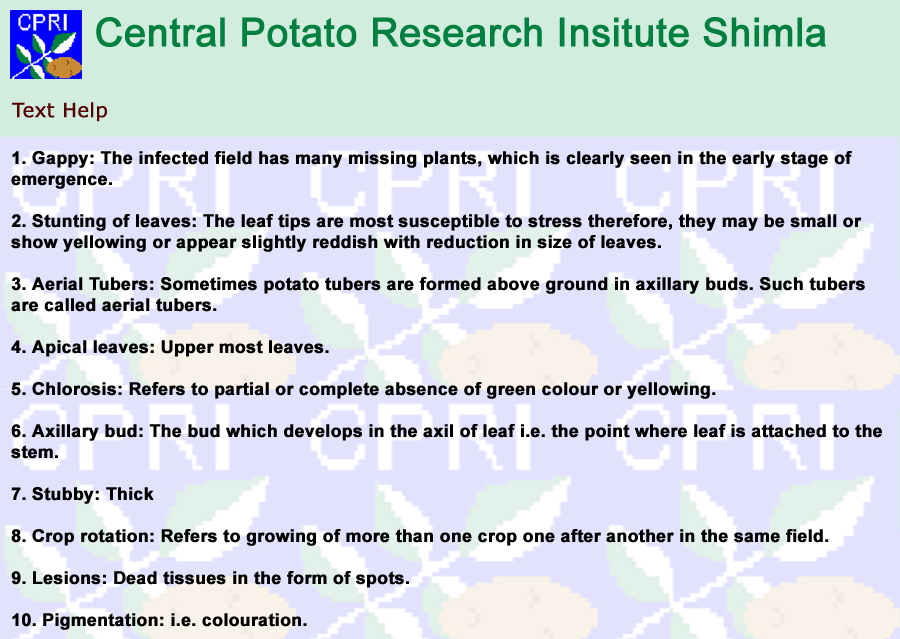 CPRI
Central Potato Research Insitute Shimla
Text Help
1. Gappy: The infected field has many missing plants, which is clearly seen in the early stage of
emergence.
2. Stunting of leaves: The leaf tips are most susceptible to stress therefore, they may be small or
show yellowing or appear slightly reddish with reduction in size of leaves.
3. Aerial Tubers: Sometimes potato tubers are formed above ground in axillary buds. Such tubers
are called aerial tubers.
4. Apical leaves: Upper most leaves.
5. Chlorosis: Refers to partial or complete absence of green colour or yellowing.
6. Axillary bud: The bud which develops in the axil of leaf i.e. the point where leaf is attached to the
stem.
7. Stubby: Thick
8. Crop rotation: Refers to growing of more than one crop one after another in the same field.
9. Lesions: Dead tissues in the form of spots.
10. Pigmentation: i.e. colouration.